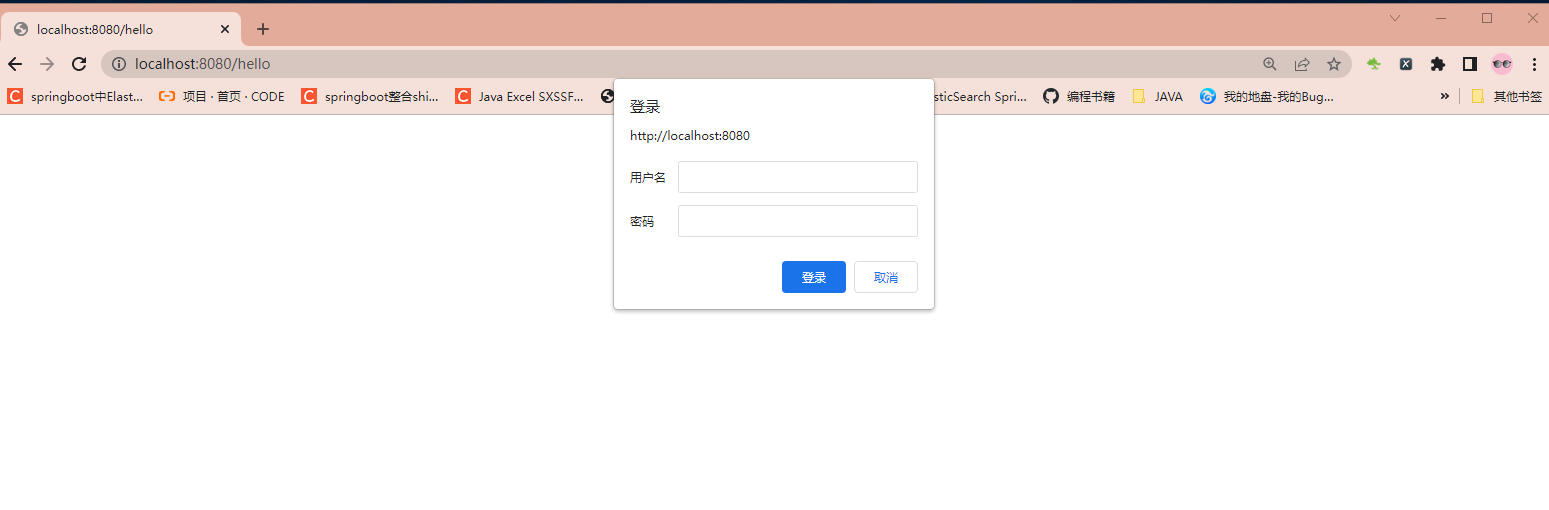 localhost:8080/hello
localhost:8080/hello
springboot中Elast... 项目 · 首页 · CODE springboot整合shi... Java Excel SXSSF... sticSearch Spri... 编程书籍 JAVA 我的地盘-我的Bug... » 其他书签
登录
http://localhost:8080
用户名
密码
登录 取消